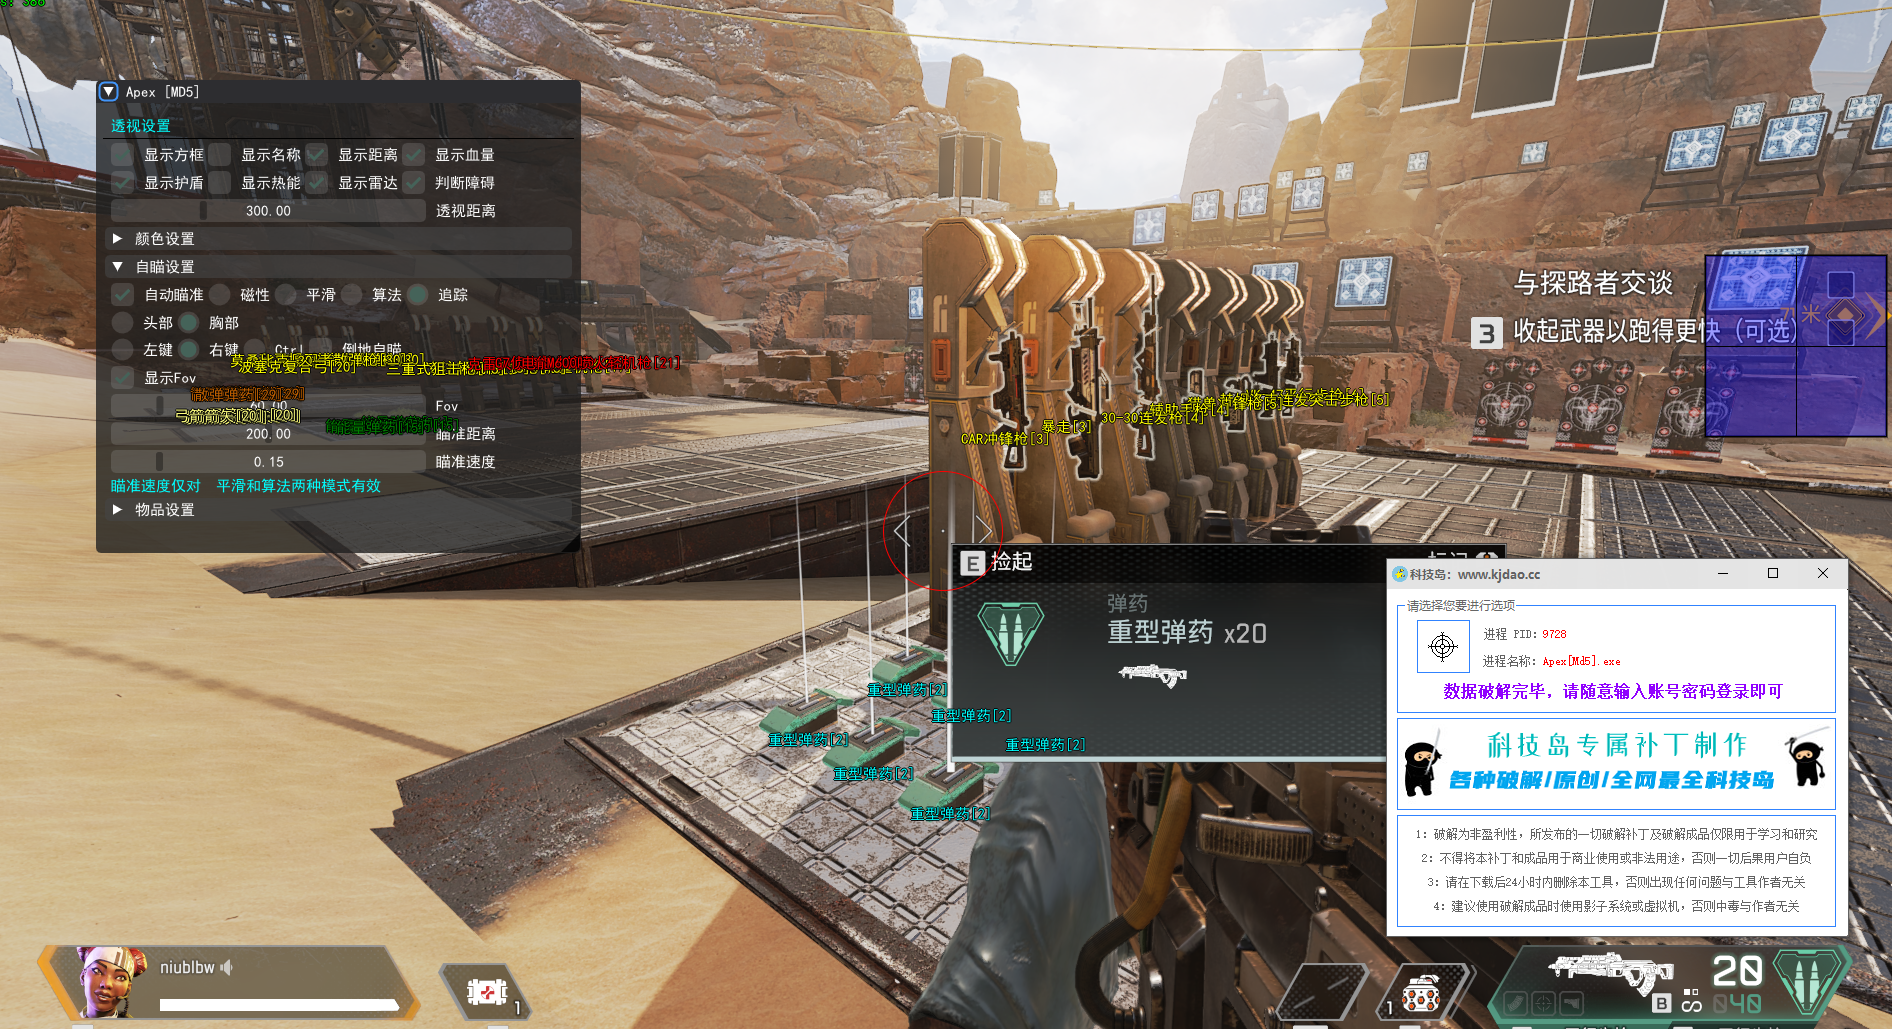 s: 386
Apex [MD5]
透视设置
显示方框 显示名称 显示距离 显示血量
显示护盾 显示热能 显示雷达 判断障碍
300.00 透视距离
颜色设置
自瞄设置
自动瞄准 磁性 平滑 算法 追踪
头部 胸部
左键 右键 Ctrl 倒地自瞄
波塞克复合弓[20]
显示Fov
60.00 Fov
200.00 瞄准距离
0.15 瞄准速度
瞄准速度仅对 平滑和算法两种模式有效
物品设置
CAR冲锋枪[3]
暴走[3]
30-30连发枪[4]
与探路者交谈
米
3 收起武器以跑得更快（可选）
E 捡起
弹药
重型弹药 x20
重型弹药[2]
重型弹药[2]
重型弹药[2]
重型弹药[2]
重型弹药[2]
重型弹药[2]
科技岛：www.kjdao.cc
请选择您要进行选项
进程 PID：9728
进程名称：Apex[Md5].exe
数据破解完毕，请随意输入账号密码登录即可
科技岛专属补丁制作
各种破解/原创/全网最全科技岛
1：破解为非盈利性，所发布的一切破解补丁及破解成品仅限用于学习和研究
2：不得将本补丁和成品用于商业使用或非法用途，否则一切后果用户自负
3：请在下载后24小时内删除本工具，否则出现任何问题与工具作者无关
4：建议使用破解成品时使用影子系统或虚拟机，否则中毒与作者无关
niublbw
1
1
B
20
040